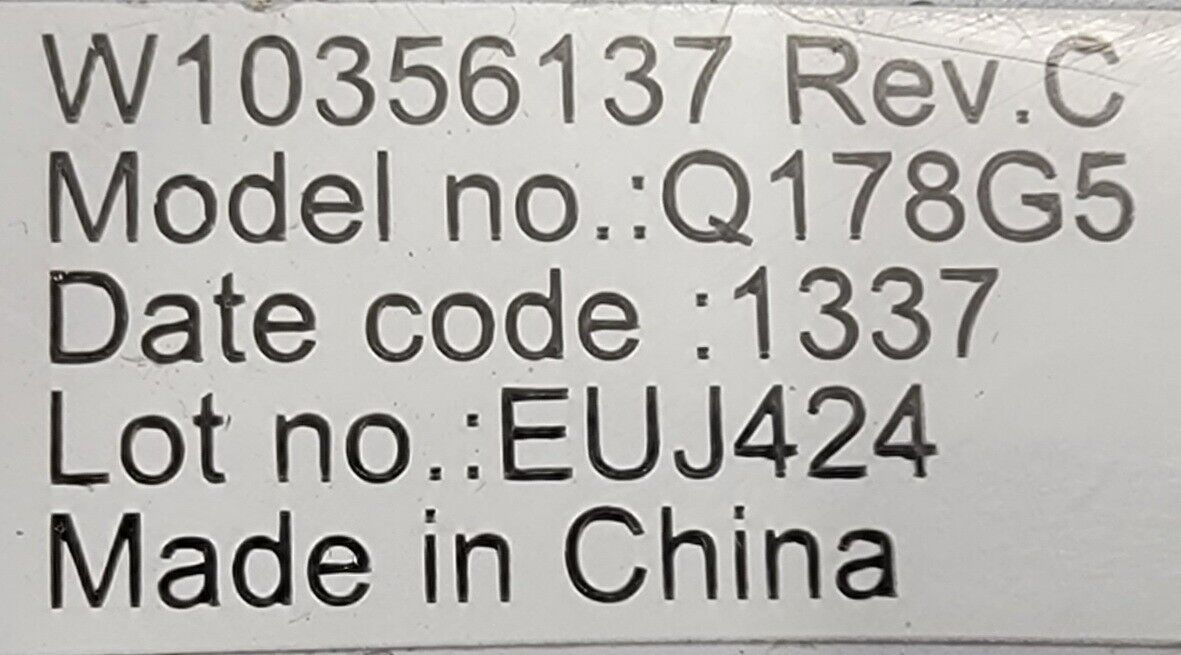 W10356137 Rev.C
Model no.:Q178G5
Date code :1337
Lot no.:EUJ424
Made in China